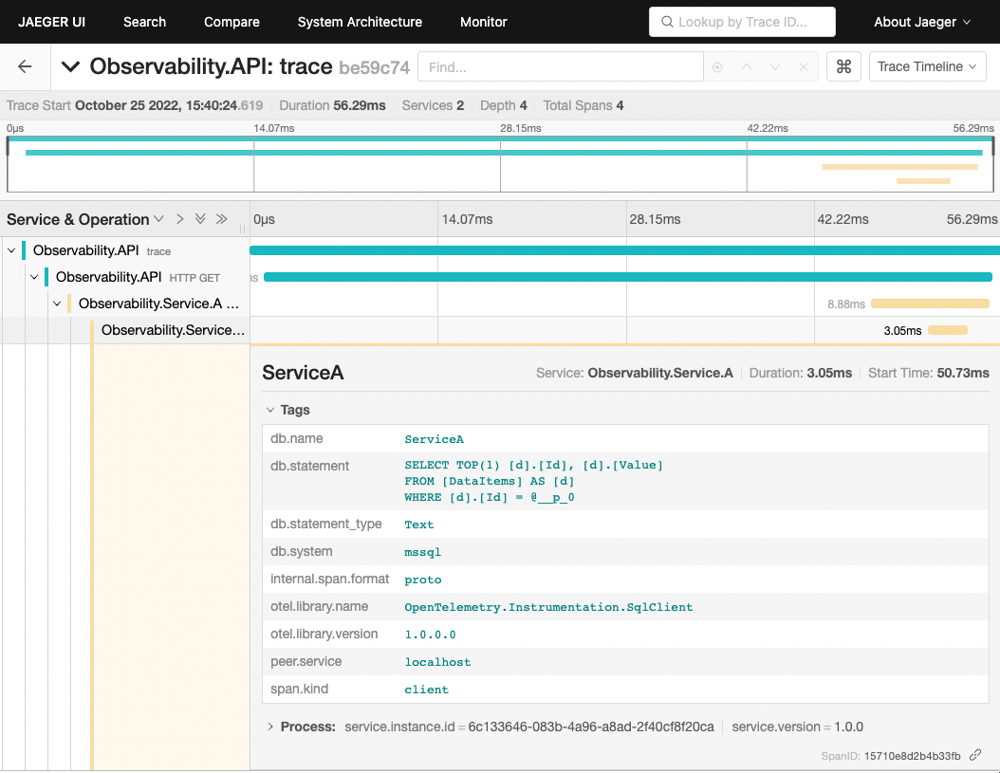 JAEGER UI Search Compare System Architecture Monitor Lookup by Trace ID... About Jaeger
Observability.API: trace be59c74 Find... ⌘ Trace Timeline
Trace Start October 25 2022, 15:40:24.619 Duration 56.29ms Services 2 Depth 4 Total Spans 4
0μs 14.07ms 28.15ms 42.22ms 56.29ms
Service & Operation 0μs 14.07ms 28.15ms 42.22ms 56.29ms
Observability.API trace
Observability.API HTTP GET
Observability.Service.A ... 8.88ms
Observability.Service... 3.05ms
ServiceA Service: Observability.Service.A Duration: 3.05ms Start Time: 50.73ms
Tags
db.name ServiceA
db.statement SELECT TOP(1) [d].[Id], [d].[Value]
FROM [DataItems] AS [d]
WHERE [d].[Id] = @__p_0
db.statement_type Text
db.system mssql
internal.span.format proto
otel.library.name OpenTelemetry.Instrumentation.SqlClient
otel.library.version 1.0.0.0
peer.service localhost
span.kind client
Process: service.instance.id = 6c133646-083b-4a96-a8ad-2f40cf8f20ca service.version = 1.0.0
SpanID: 15710e8d2b4b33fb